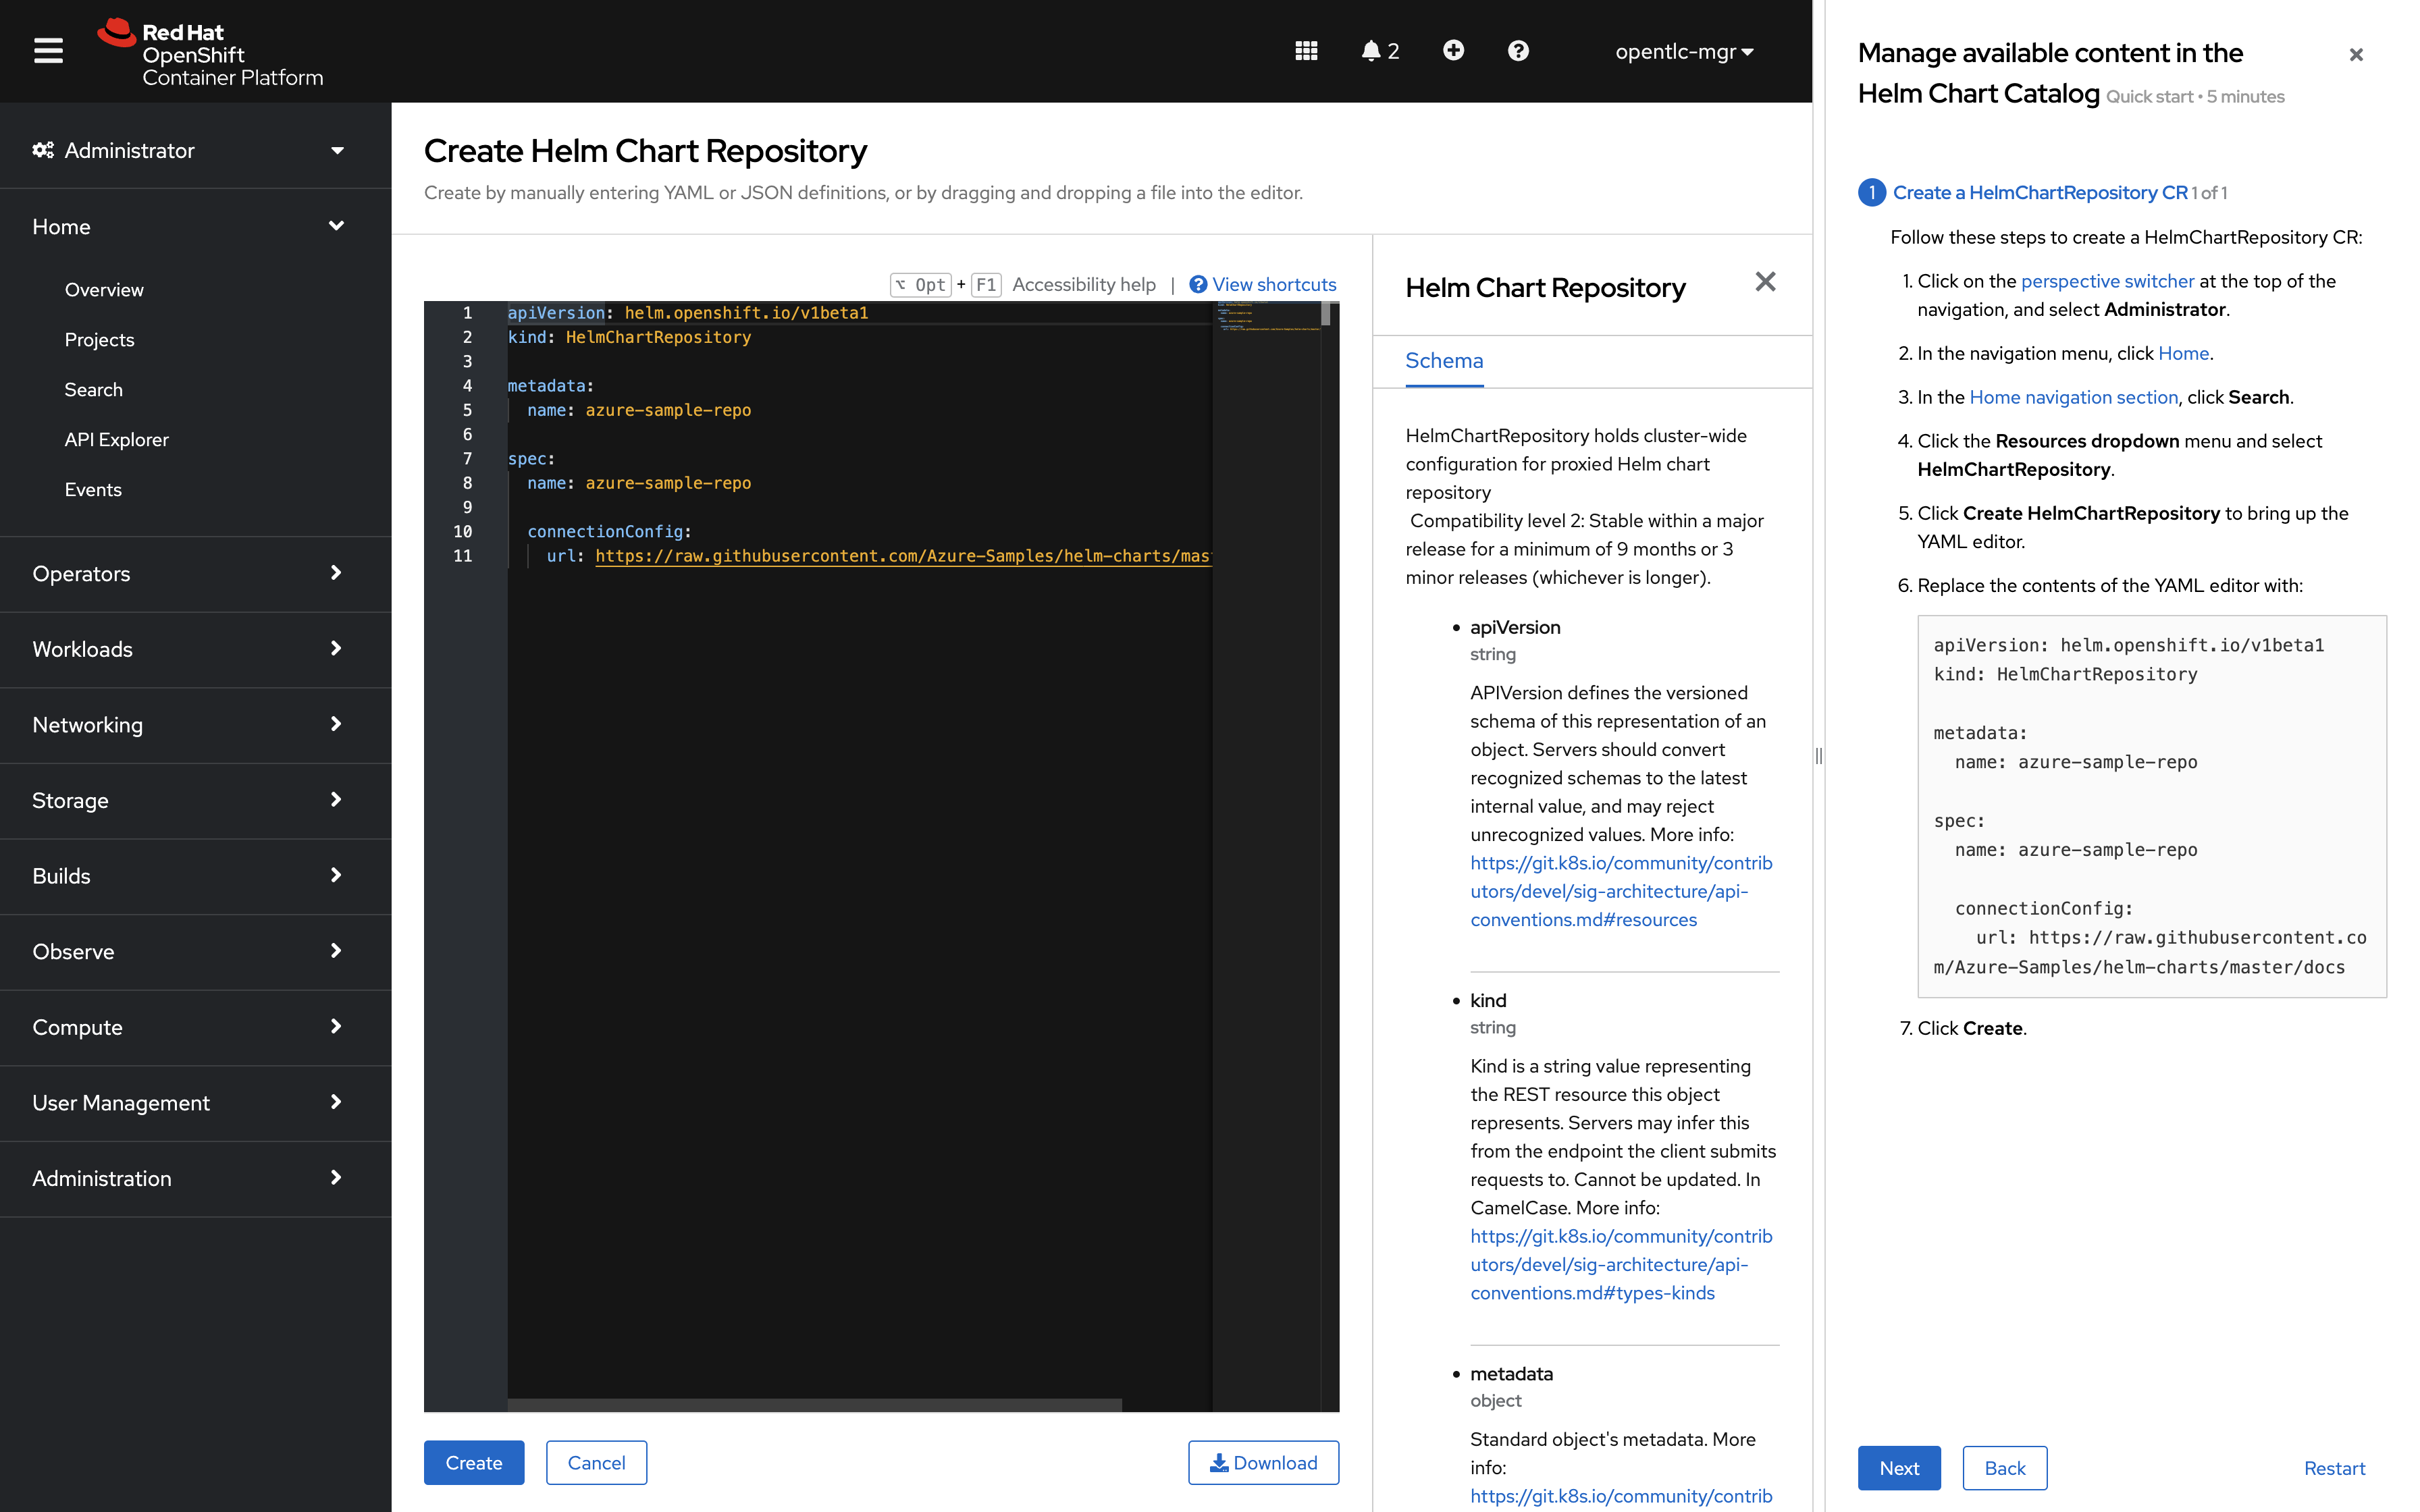 Red Hat
OpenShift
Container Platform
2
opentlc-mgr
Administrator
Home
Overview
Projects
Search
API Explorer
Events
Operators
Workloads
Networking
Storage
Builds
Observe
Compute
User Management
Administration
Create Helm Chart Repository
Create by manually entering YAML or JSON definitions, or by dragging and dropping a file into the editor.
⌥ Opt + F1 Accessibility help | View shortcuts
1 apiVersion: helm.openshift.io/v1beta1
2 kind: HelmChartRepository
3
4 metadata:
5 name: azure-sample-repo
6
7 spec:
8 name: azure-sample-repo
9
10 connectionConfig:
11 url: https://raw.githubusercontent.com/Azure-Samples/helm-charts/mas
Create
Cancel
Download
Helm Chart Repository
Schema
HelmChartRepository holds cluster-wide
configuration for proxied Helm chart
repository
Compatibility level 2: Stable within a major
release for a minimum of 9 months or 3
minor releases (whichever is longer).
• apiVersion
string
APIVersion defines the versioned
schema of this representation of an
object. Servers should convert
recognized schemas to the latest
internal value, and may reject
unrecognized values. More info:
https://git.k8s.io/community/contrib
utors/devel/sig-architecture/api-
conventions.md#resources
• kind
string
Kind is a string value representing
the REST resource this object
represents. Servers may infer this
from the endpoint the client submits
requests to. Cannot be updated. In
CamelCase. More info:
https://git.k8s.io/community/contrib
utors/devel/sig-architecture/api-
conventions.md#types-kinds
• metadata
object
Standard object's metadata. More
info:
https://git.k8s.io/community/contrib
Manage available content in the
Helm Chart Catalog Quick start • 5 minutes
1 Create a HelmChartRepository CR 1 of 1
Follow these steps to create a HelmChartRepository CR:
1. Click on the perspective switcher at the top of the
navigation, and select Administrator.
2. In the navigation menu, click Home.
3. In the Home navigation section, click Search.
4. Click the Resources dropdown menu and select
HelmChartRepository.
5. Click Create HelmChartRepository to bring up the
YAML editor.
6. Replace the contents of the YAML editor with:
apiVersion: helm.openshift.io/v1beta1
kind: HelmChartRepository
metadata:
name: azure-sample-repo
spec:
name: azure-sample-repo
connectionConfig:
url: https://raw.githubusercontent.co
m/Azure-Samples/helm-charts/master/docs
7. Click Create.
Next
Back
Restart